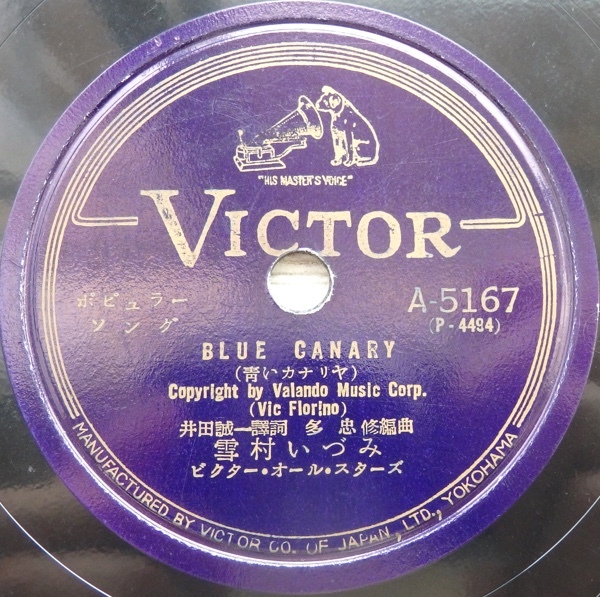 "HIS MASTER'S VOICE"
VICTOR
ポピュラー
ソング
A-5167
(P-4494)
BLUE CANARY
(青いカナリヤ)
Copyright by Valando Music Corp.
(Vic Florino)
井田誠一譯詞 多 忠修編曲
雪村いづみ
ビクター・オール・スターズ
MANUFACTURED BY VICTOR CO. OF JAPAN, LTD., YOKOHAMA